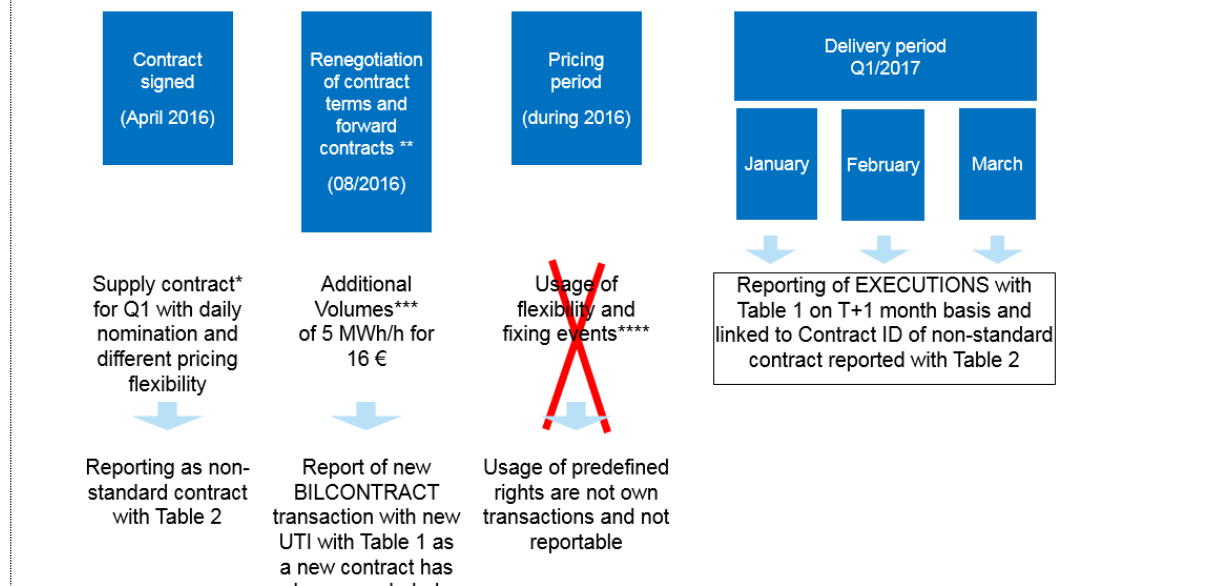 Contract
signed
(April 2016)
Renegotiation
of contract
terms and
forward
contracts **
(08/2016)
Pricing
period
(during 2016)
Delivery period
Q1/2017
January
February
March
Supply contract*
for Q1 with daily
nomination and
different pricing
flexibility
Additional
Volumes***
of 5 MWh/h for
16 €
Usage of
flexibility and
fixing events****
Reporting of EXECUTIONS with
Table 1 on T+1 month basis and
linked to Contract ID of non-standard
contract reported with Table 2
Reporting as non-
standard contract
with Table 2
Report of new
BILCONTRACT
transaction with new
UTI with Table 1 as
a new contract has
Usage of predefined
rights are not own
transactions and not
reportable